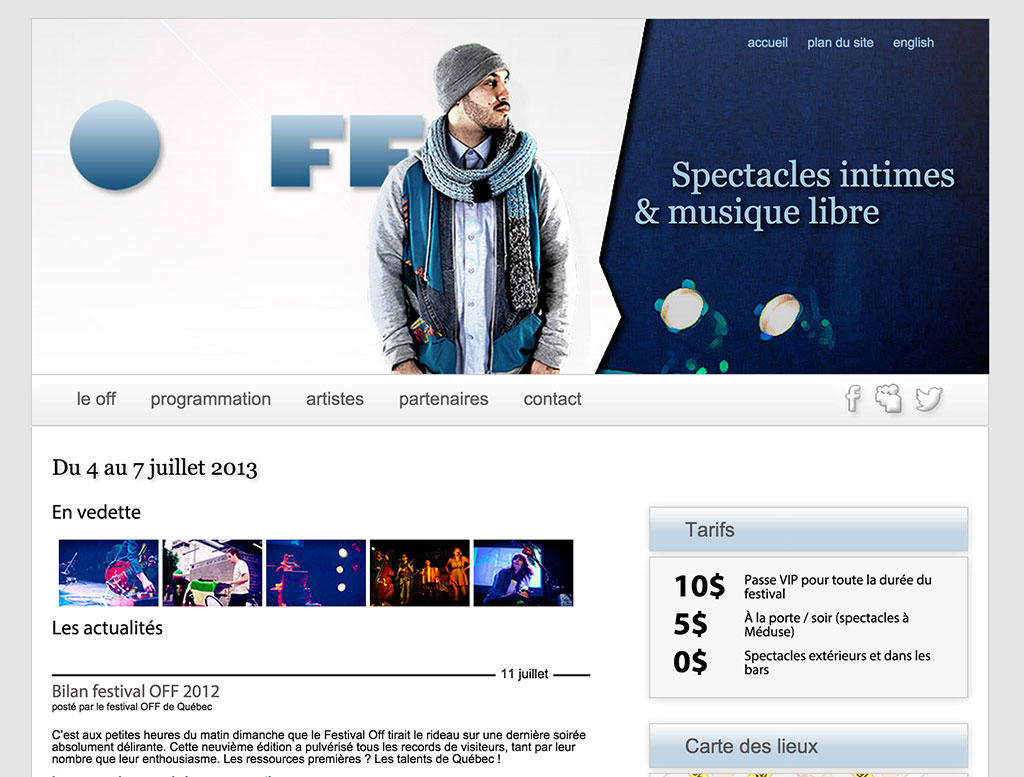 accueil plan du site english
O FF
Spectacles intimes
& musique libre
le off programmation artistes partenaires contact
Du 4 au 7 juillet 2013
En vedette
Les actualités
11 juillet
Bilan festival OFF 2012
posté par le festival OFF de Québec
C'est aux petites heures du matin dimanche que le Festival Off tirait le rideau sur une dernière soirée
absolument délirante. Cette neuvième édition a pulvérisé tous les records de visiteurs, tant par leur
nombre que leur enthousiasme. Les ressources premières ? Les talents de Québec !
Tarifs
10$ Passe VIP pour toute la durée du
festival
5$ À la porte / soir (spectacles à
Méduse)
0$ Spectacles extérieurs et dans les
bars
Carte des lieux